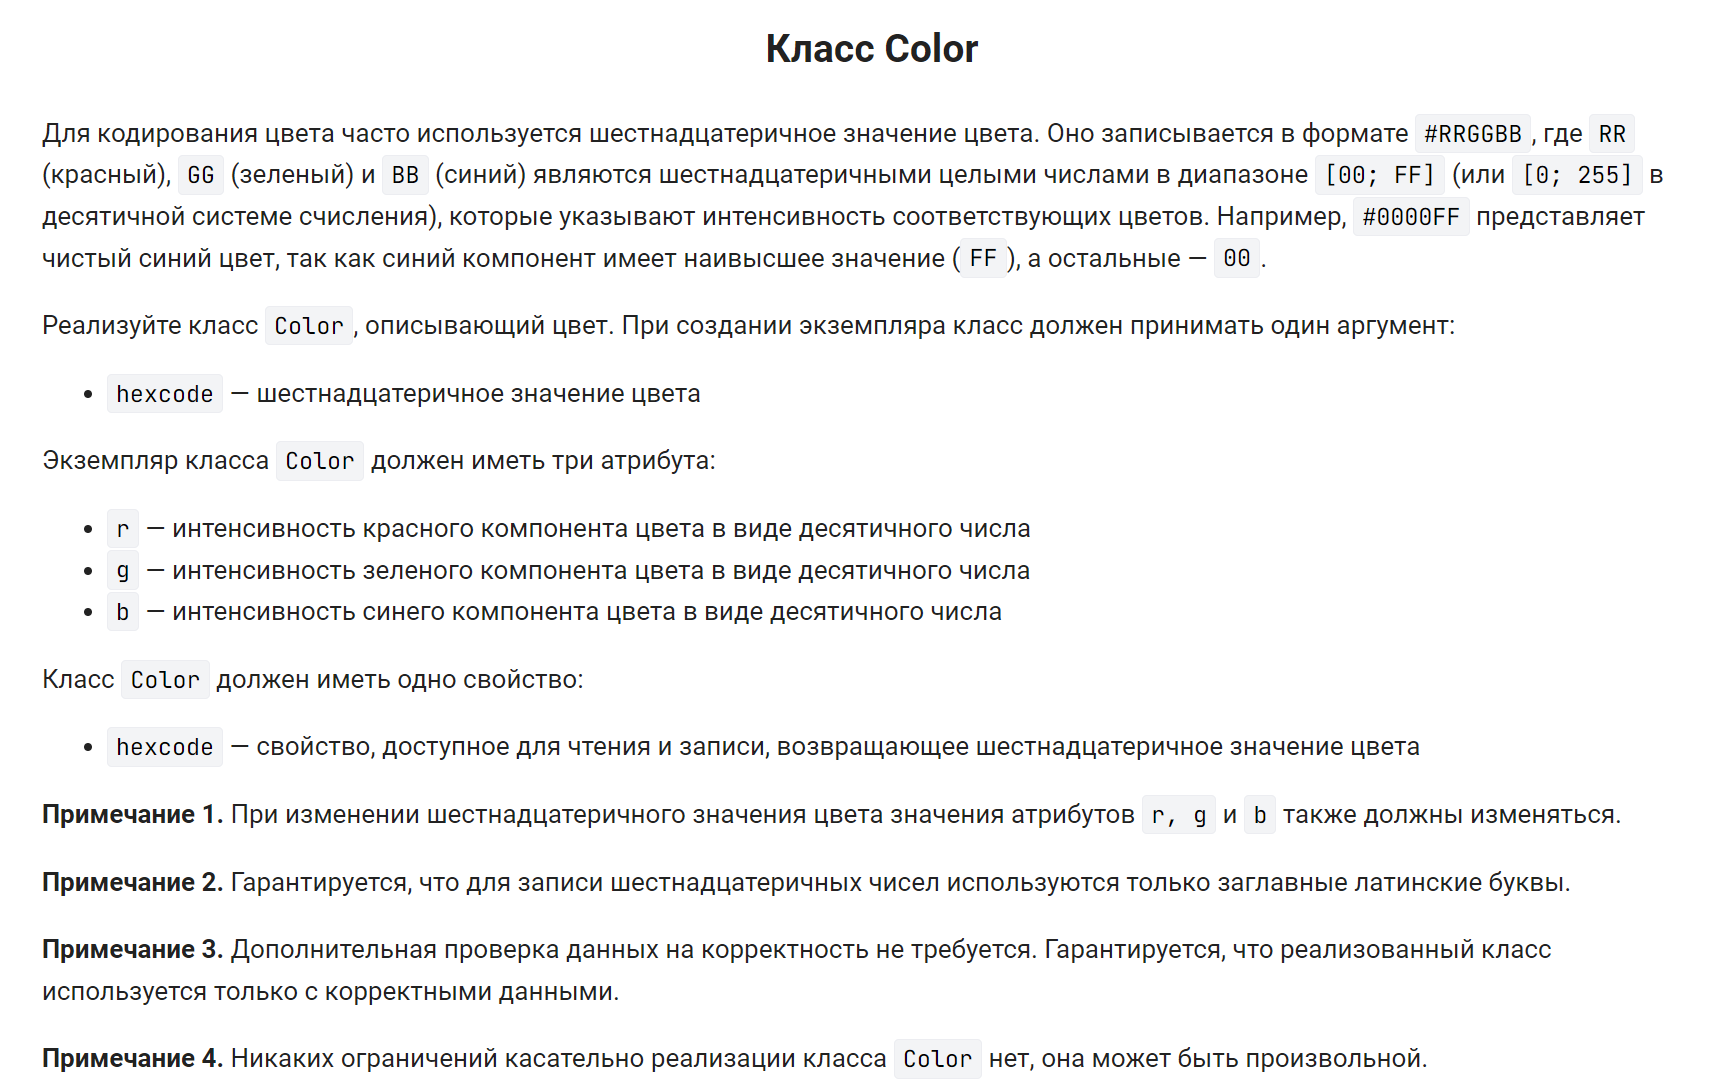 Класс Color
Для кодирования цвета часто используется шестнадцатеричное значение цвета. Оно записывается в формате #RRGGBB, где RR
(красный), GG (зеленый) и BB (синий) являются шестнадцатеричными целыми числами в диапазоне [00; FF] (или [0; 255] в
десятичной системе счисления), которые указывают интенсивность соответствующих цветов. Например, #0000FF представляет
чистый синий цвет, так как синий компонент имеет наивысшее значение (FF), а остальные — 00.
Реализуйте класс Color, описывающий цвет. При создании экземпляра класс должен принимать один аргумент:
• hexcode — шестнадцатеричное значение цвета
Экземпляр класса Color должен иметь три атрибута:
• r — интенсивность красного компонента цвета в виде десятичного числа
• g — интенсивность зеленого компонента цвета в виде десятичного числа
• b — интенсивность синего компонента цвета в виде десятичного числа
Класс Color должен иметь одно свойство:
• hexcode — свойство, доступное для чтения и записи, возвращающее шестнадцатеричное значение цвета
Примечание 1. При изменении шестнадцатеричного значения цвета значения атрибутов r, g и b также должны изменяться.
Примечание 2. Гарантируется, что для записи шестнадцатеричных чисел используются только заглавные латинские буквы.
Примечание 3. Дополнительная проверка данных на корректность не требуется. Гарантируется, что реализованный класс
используется только с корректными данными.
Примечание 4. Никаких ограничений касательно реализации класса Color нет, она может быть произвольной.